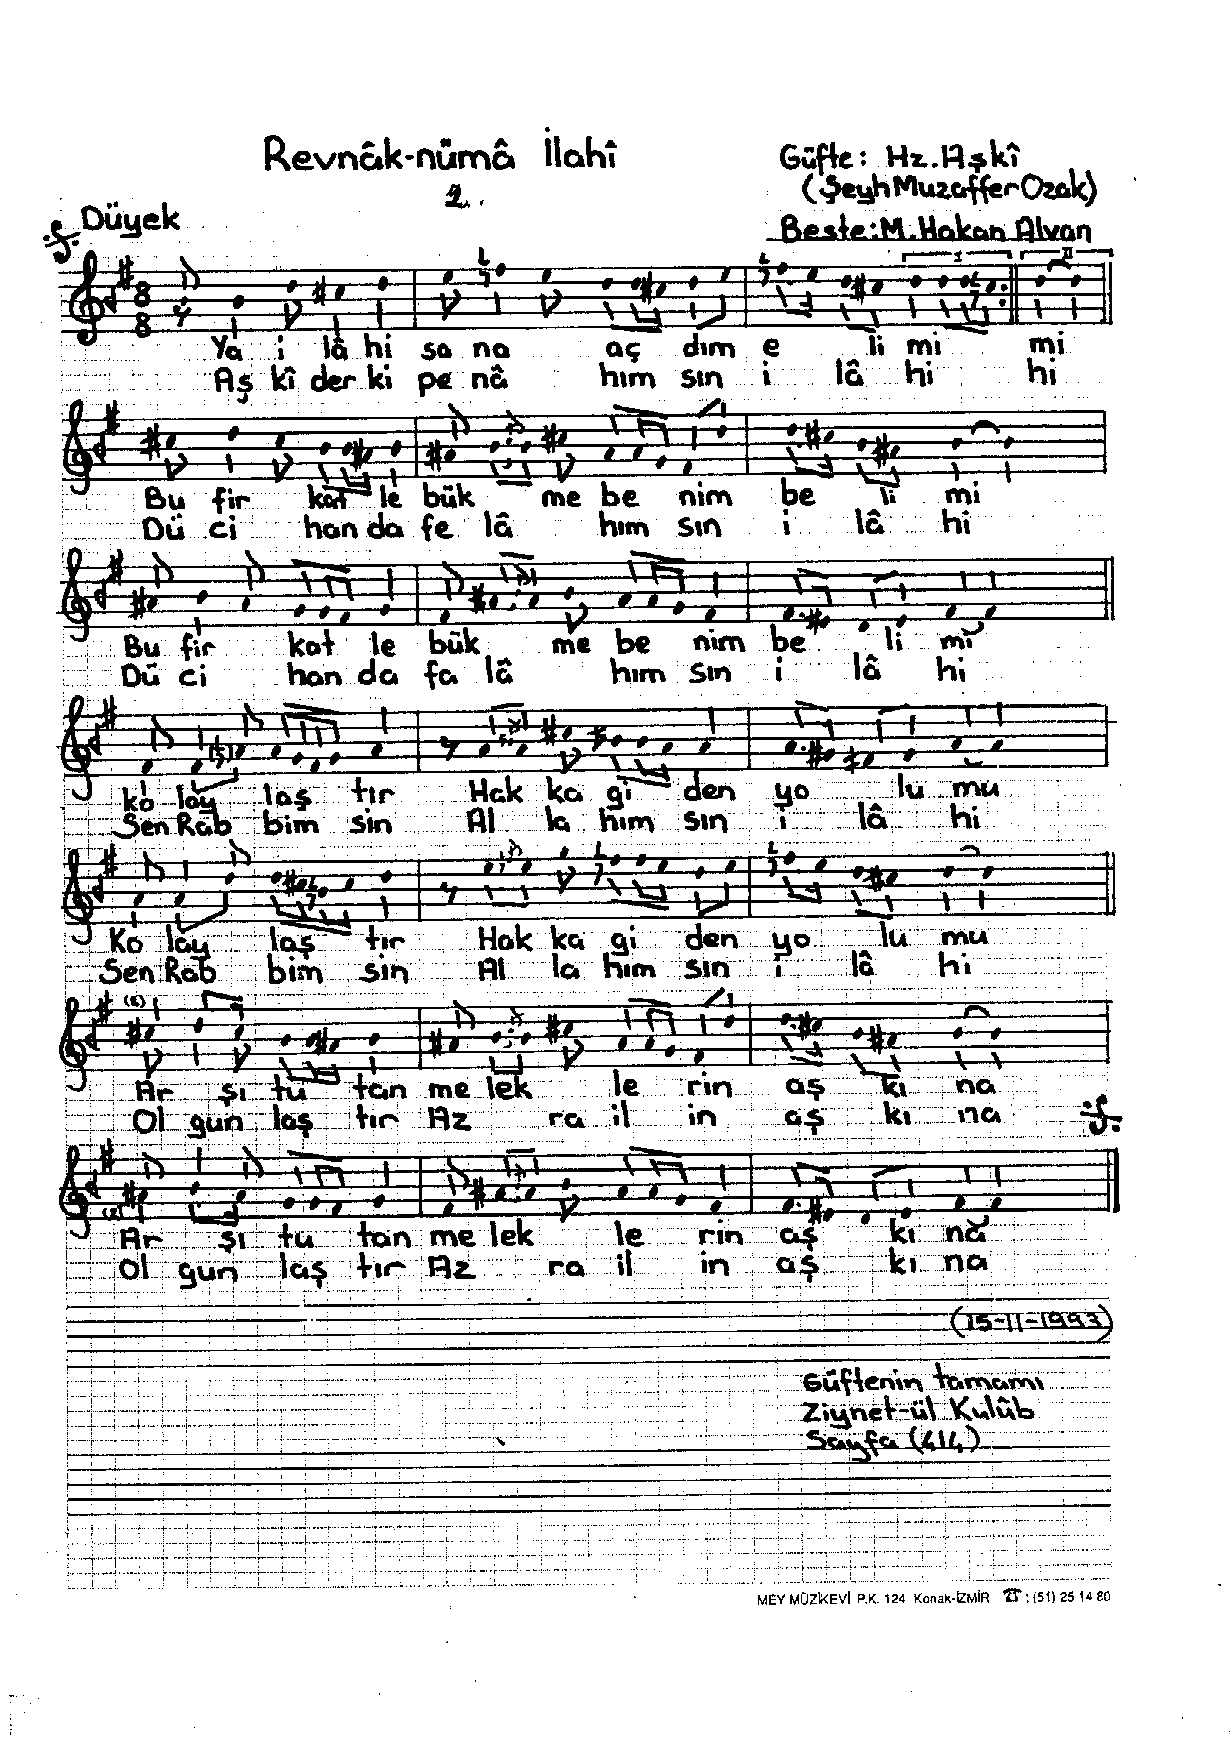 Revnâk-nümâ İlahî
2..
Güfte: Hz. Aşkî
(Şeyh Muzaffer Ozak)
Düyek
Beste: M. Hakan Alvan
8
8
I II
Ya i lâ hi sa na aç dım e li mi mi
Aş kî der ki pe nâ hım sın i lâ hi hi
Bu fir kat le bük me be nim be li mi
Dü ci han da fe lâ hım sın i lâ hi
Bu fir kat le bük me be nim be li mi
Dü ci han da fa lâ hım sın i lâ hi
ko lay laş tır Hak ka gi den yo lu mu
Sen Rab bim sin Al la hım sın i lâ hi
Ko lay laş tır Hak ka gi den yo lu mu
Sen Rab bim sin Al la hım sın i lâ hi
Ar şı tu tan me lek le rin aş kı na
Ol gun laş tır Az ra il in aş kı na
Ar şı tu tan me lek le rin aş kı na
Ol gun laş tır Az ra il in aş kı na
(15-11-1993)
Güftenin tamamı
Ziynet-ül Kulûb
Sayfa (414)
MEY MÜZİKEVİ P.K. 124 Konak-İZMİR ☎ : (51) 25 14 80